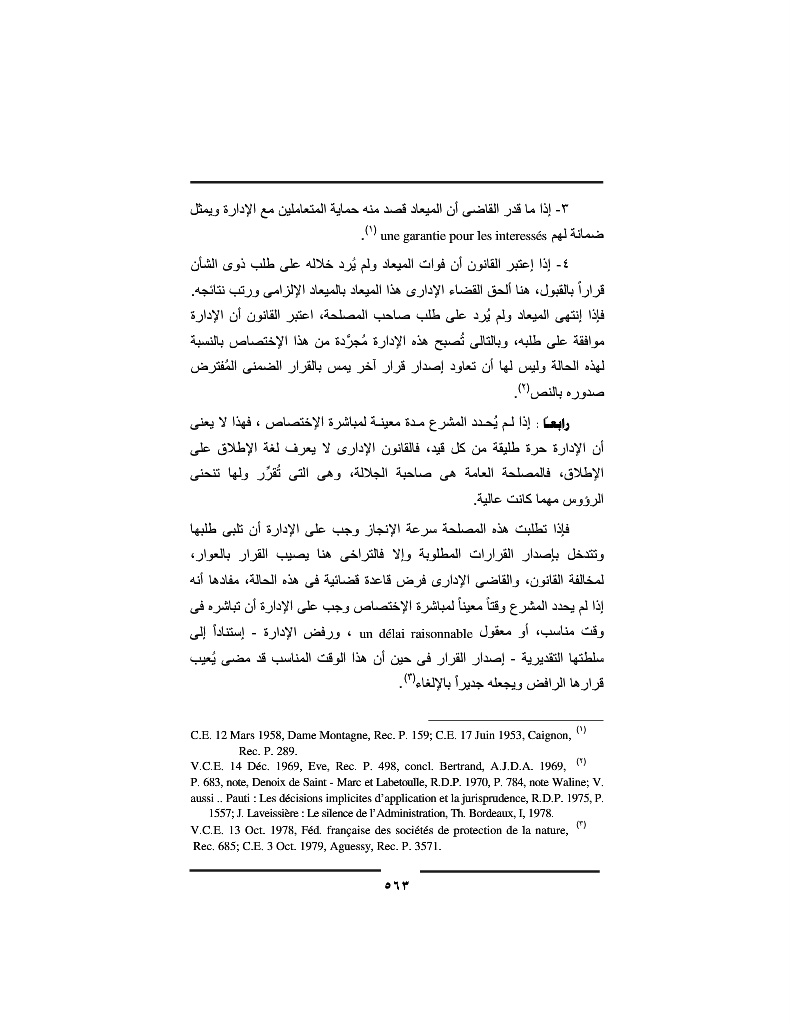 ٣- إذا ما قدر القاضى أن الميعاد قصد منه حماية المتعاملين مع الإدارة ويمثل
ضمانة لهم une garantie pour les interessés (١).
٤- إذا إعتبر القانون أن فوات الميعاد ولم يُرد خلاله على طلب ذوى الشأن
قراراً بالقبول، هنا ألحق القضاء الإدارى هذا الميعاد بالميعاد الإلزامى ورتب نتائجه.
فإذا إنتهى الميعاد ولم يُرد على طلب صاحب المصلحة، اعتبر القانون أن الإدارة
موافقة على طلبه، وبالتالى تُصبح هذه الإدارة مُجرَّدة من هذا الإختصاص بالنسبة
لهذه الحالة وليس لها أن تعاود إصدار قرار آخر يمس بالقرار الضمنى المُفترض
صدوره بالنص(٢).
رابعـاً : إذا لـم يُحـدد المشرع مـدة معينـة لمباشرة الإختصاص ، فهذا لا يعنى
أن الإدارة حرة طليقة من كل قيد، فالقانون الإدارى لا يعرف لغة الإطلاق على
الإطلاق، فالمصلحة العامة هى صاحبة الجلالة، وهى التى تُقرِّر ولها تنحنى
الرؤوس مهما كانت عالية.
فإذا تطلبت هذه المصلحة سرعة الإنجاز وجب على الإدارة أن تلبى طلبها
وتتدخل بإصدار القرارات المطلوبة وإلا فالتراخى هنا يصيب القرار بالعوار،
لمخالفة القانون، والقاضى الإدارى فرض قاعدة قضائية فى هذه الحالة، مفادها أنه
إذا لم يحدد المشرع وقتاً معيناً لمباشرة الإختصاص وجب على الإدارة أن تباشره فى
وقت مناسب، أو معقول un délai raisonnable ، ورفض الإدارة - إستناداً إلى
سلطتها التقديرية - إصدار القرار فى حين أن هذا الوقت المناسب قد مضى يُعيب
قرارها الرافض ويجعله جديراً بالإلغاء(٣).
C.E. 12 Mars 1958, Dame Montagne, Rec. P. 159; C.E. 17 Juin 1953, Caignon, (١)
Rec. P. 289.
V.C.E. 14 Déc. 1969, Eve, Rec. P. 498, concl. Bertrand, A.J.D.A. 1969, (٢)
P. 683, note, Denoix de Saint - Marc et Labetoulle, R.D.P. 1970, P. 784, note Waline; V.
aussi .. Pauti : Les décisions implicites d’application et la jurisprudence, R.D.P. 1975, P.
1557; J. Laveissière : Le silence de l’Administration, Th. Bordeaux, I, 1978.
V.C.E. 13 Oct. 1978, Féd. française des sociétés de protection de la nature, (٣)
Rec. 685; C.E. 3 Oct. 1979, Aguessy, Rec. P. 3571.
٥٦٣